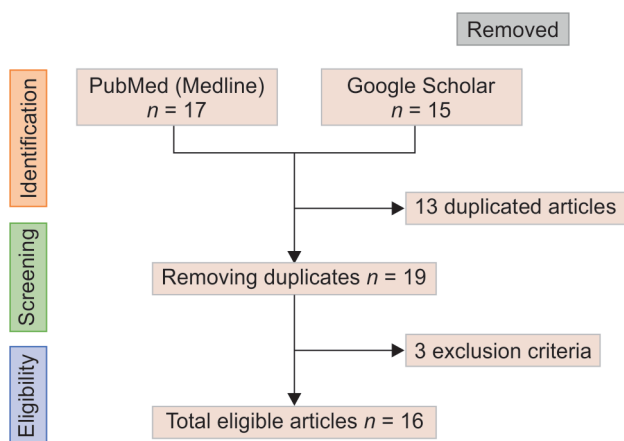 Removed
Identification
PubMed (Medline)
n = 17
Google Scholar
n = 15
13 duplicated articles
Screening
Removing duplicates n = 19
3 exclusion criteria
Eligibility
Total eligible articles n = 16